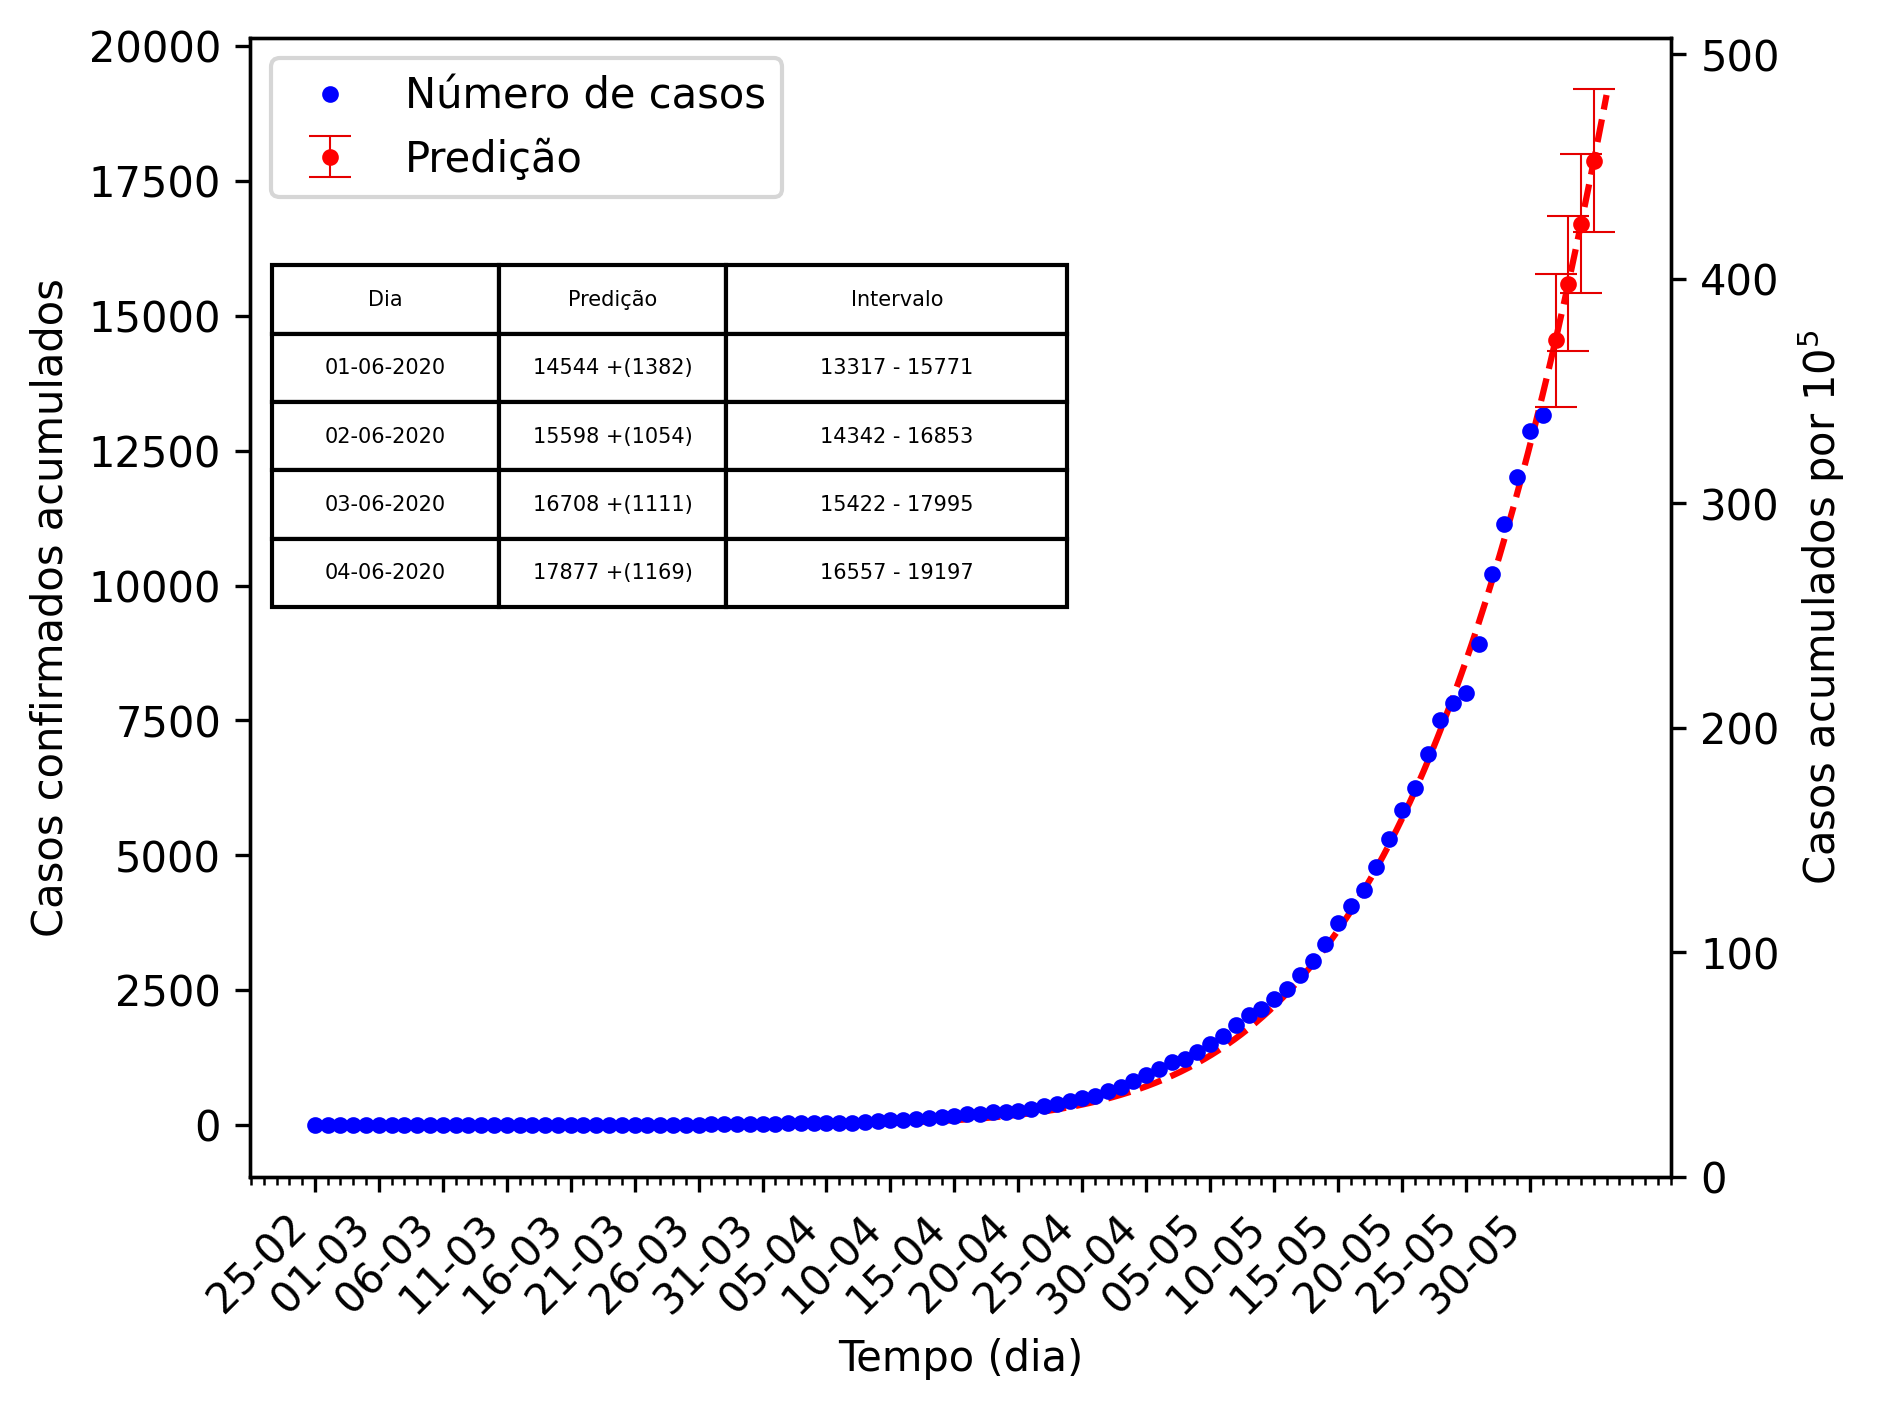 20000
17500
15000
12500
10000
7500
5000
2500
0
Casos confirmados acumulados
Número de casos
Predição
Dia Predição Intervalo
01-06-2020 14544 +(1382) 13317 - 15771
02-06-2020 15598 +(1054) 14342 - 16853
03-06-2020 16708 +(1111) 15422 - 17995
04-06-2020 17877 +(1169) 16557 - 19197
500
400
300
200
100
0
Casos acumulados por 10⁵
25-02 01-03 06-03 11-03 16-03 21-03 26-03 31-03 05-04 10-04 15-04 20-04 25-04 30-04 05-05 10-05 15-05 20-05 25-05 30-05
Tempo (dia)